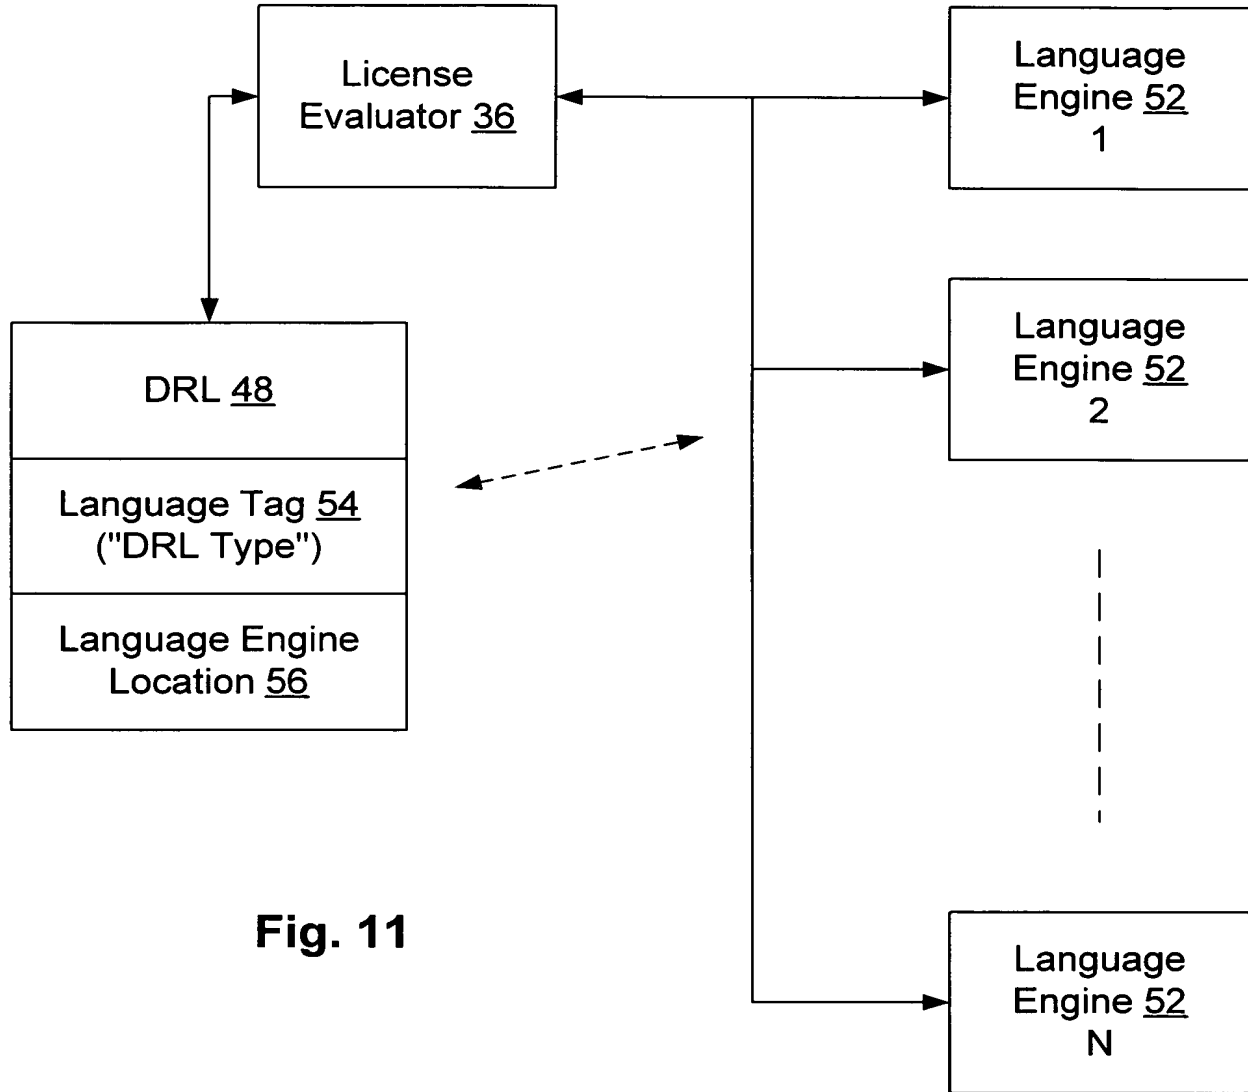 License
Evaluator 36
Language
Engine 52
1
Language
Engine 52
2
DRL 48
Language Tag 54
("DRL Type")
Language Engine
Location 56
Fig. 11
Language
Engine 52
N